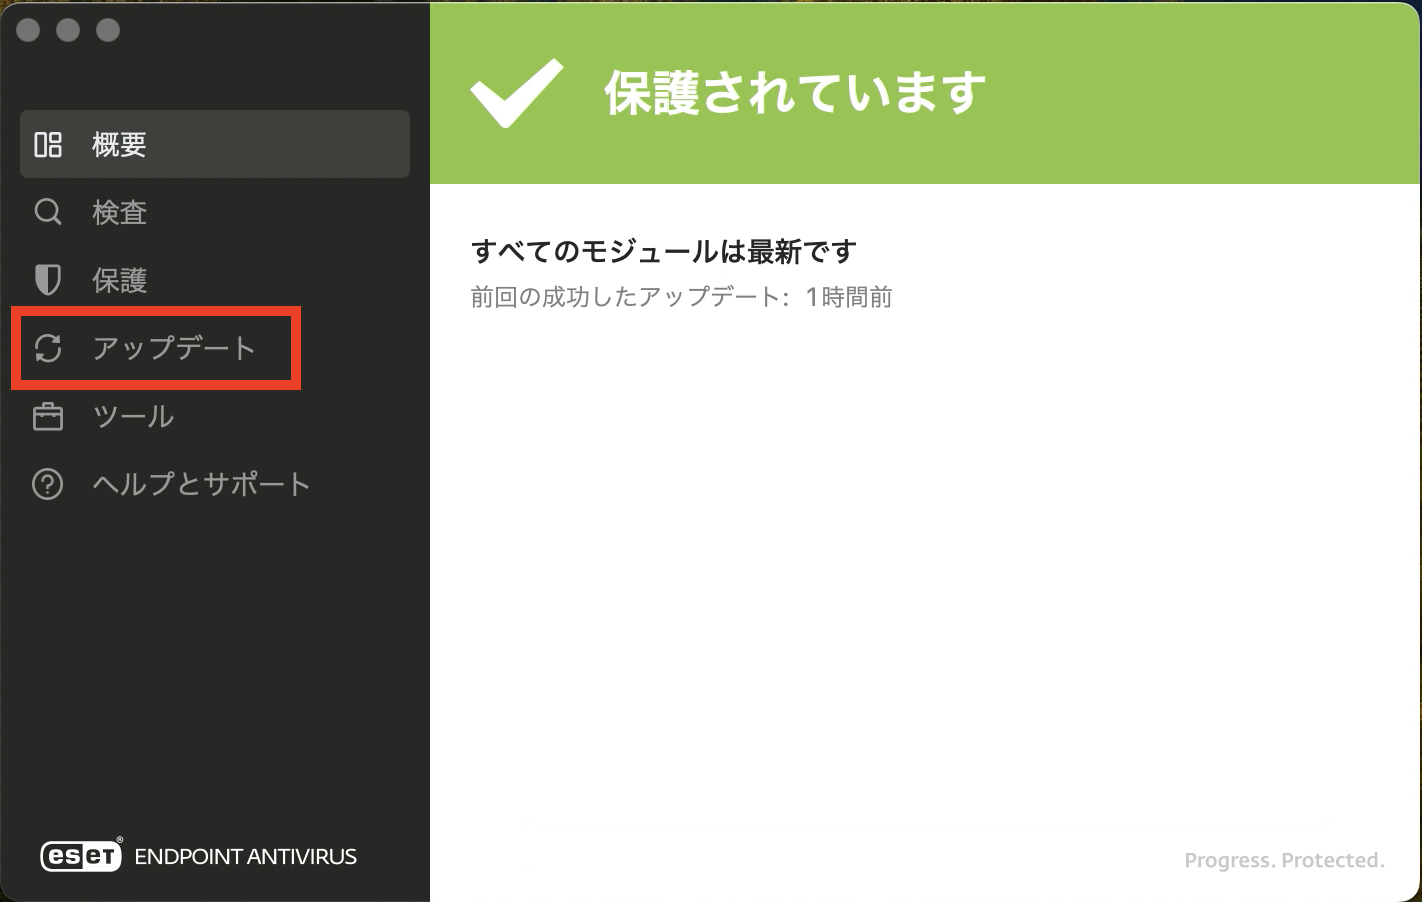 概要
検査
保護
アップデート
ツール
ヘルプとサポート
eset® ENDPOINT ANTIVIRUS
保護されています
すべてのモジュールは最新です
前回の成功したアップデート: 1時間前
Progress. Protected.